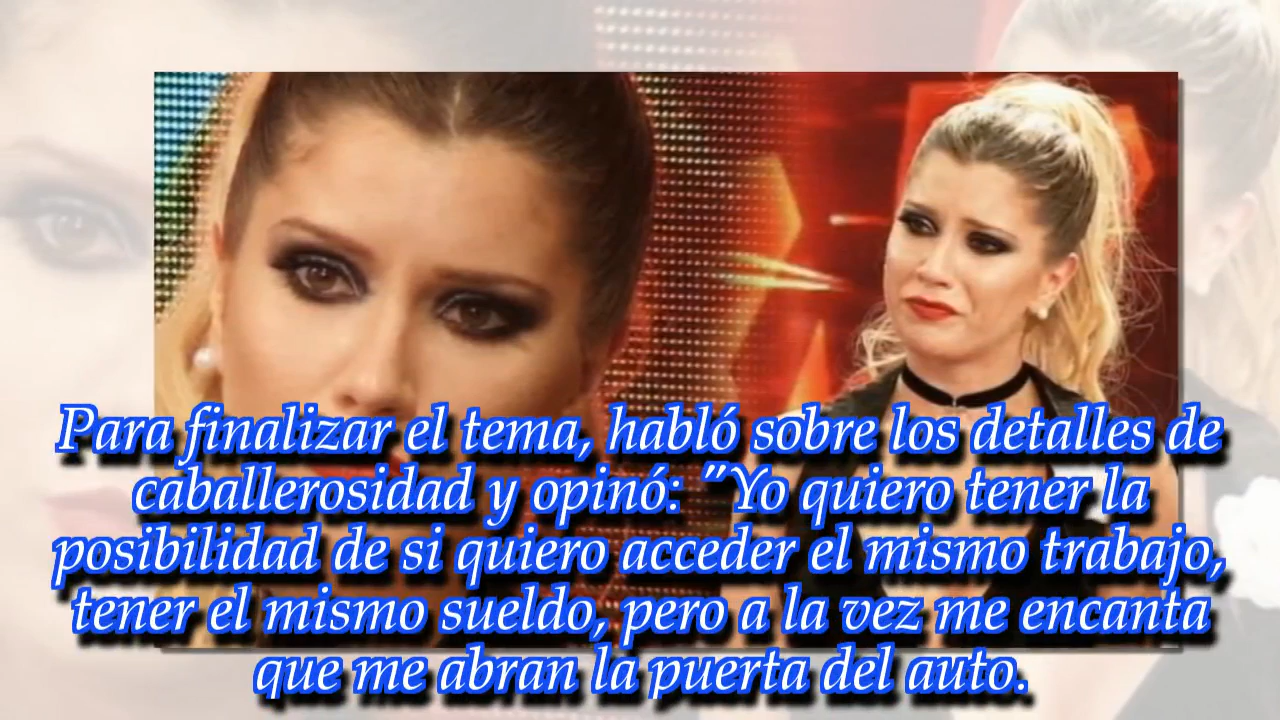 Para finalizar el tema, habló sobre los detalles de
caballerosidad y opinó: "Yo quiero tener la
posibilidad de si quiero acceder el mismo trabajo,
tener el mismo sueldo, pero a la vez me encanta
que me abran la puerta del auto.